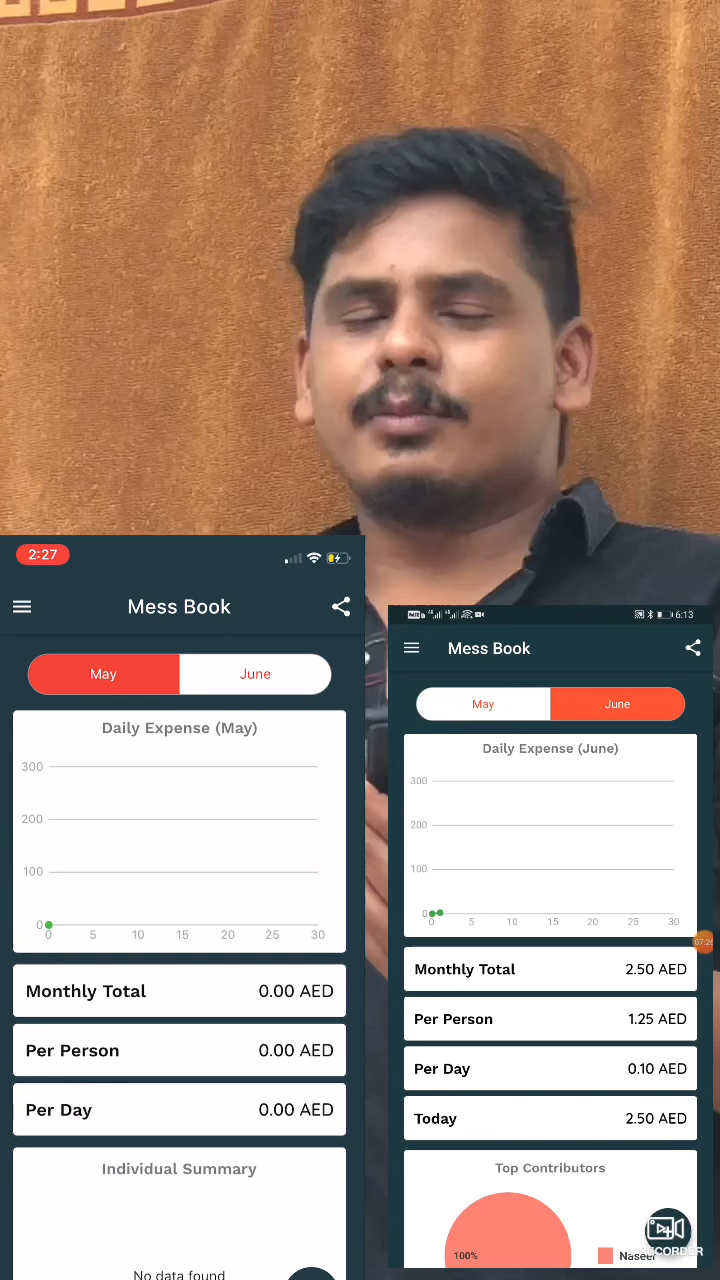 2:27
Mess Book
May June
Daily Expense (May)
300
200
100
0
0 5 10 15 20 25 30
Monthly Total 0.00 AED
Per Person 0.00 AED
Per Day 0.00 AED
Individual Summary
No data found
6:13
Mess Book
May June
Daily Expense (June)
300
200
100
0
0 5 10 15 20 25 30
07:26
Monthly Total 2.50 AED
Per Person 1.25 AED
Per Day 0.10 AED
Today 2.50 AED
Top Contributors
100%
Naseer
RECORDER